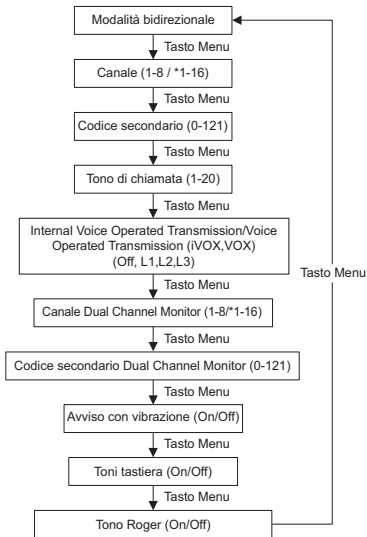 Modalità bidirezionale
Tasto Menu
Canale (1-8 / *1-16)
Tasto Menu
Codice secondario (0-121)
Tasto Menu
Tono di chiamata (1-20)
Tasto Menu
Internal Voice Operated Transmission/Voice
Operated Transmission (iVOX,VOX)
(Off, L1,L2,L3)
Tasto Menu
Tasto Menu
Canale Dual Channel Monitor (1-8/*1-16)
Tasto Menu
Codice secondario Dual Channel Monitor (0-121)
Tasto Menu
Avviso con vibrazione (On/Off)
Tasto Menu
Toni tastiera (On/Off)
Tasto Menu
Tono Roger (On/Off)